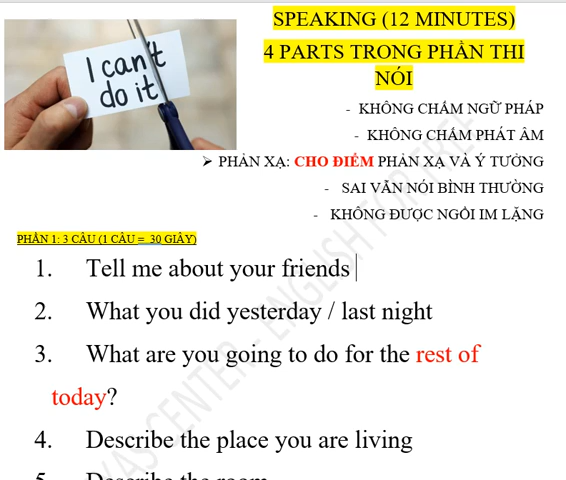 I can't
do it
SPEAKING (12 MINUTES)
4 PARTS TRONG PHẦN THI
NÓI
- KHÔNG CHẤM NGỮ PHÁP
- KHÔNG CHẤM PHÁT ÂM
➢ PHẢN XẠ: CHO ĐIỂM PHẢN XẠ VÀ Ý TƯỞNG
- SAI VẪN NÓI BÌNH THƯỜNG
- KHÔNG ĐƯỢC NGỒI IM LẶNG
PHẦN 1: 3 CÂU (1 CÂU = 30 GIÂY)
1. Tell me about your friends
2. What you did yesterday / last night
3. What are you going to do for the rest of
today?
4. Describe the place you are living
5. Describe the room